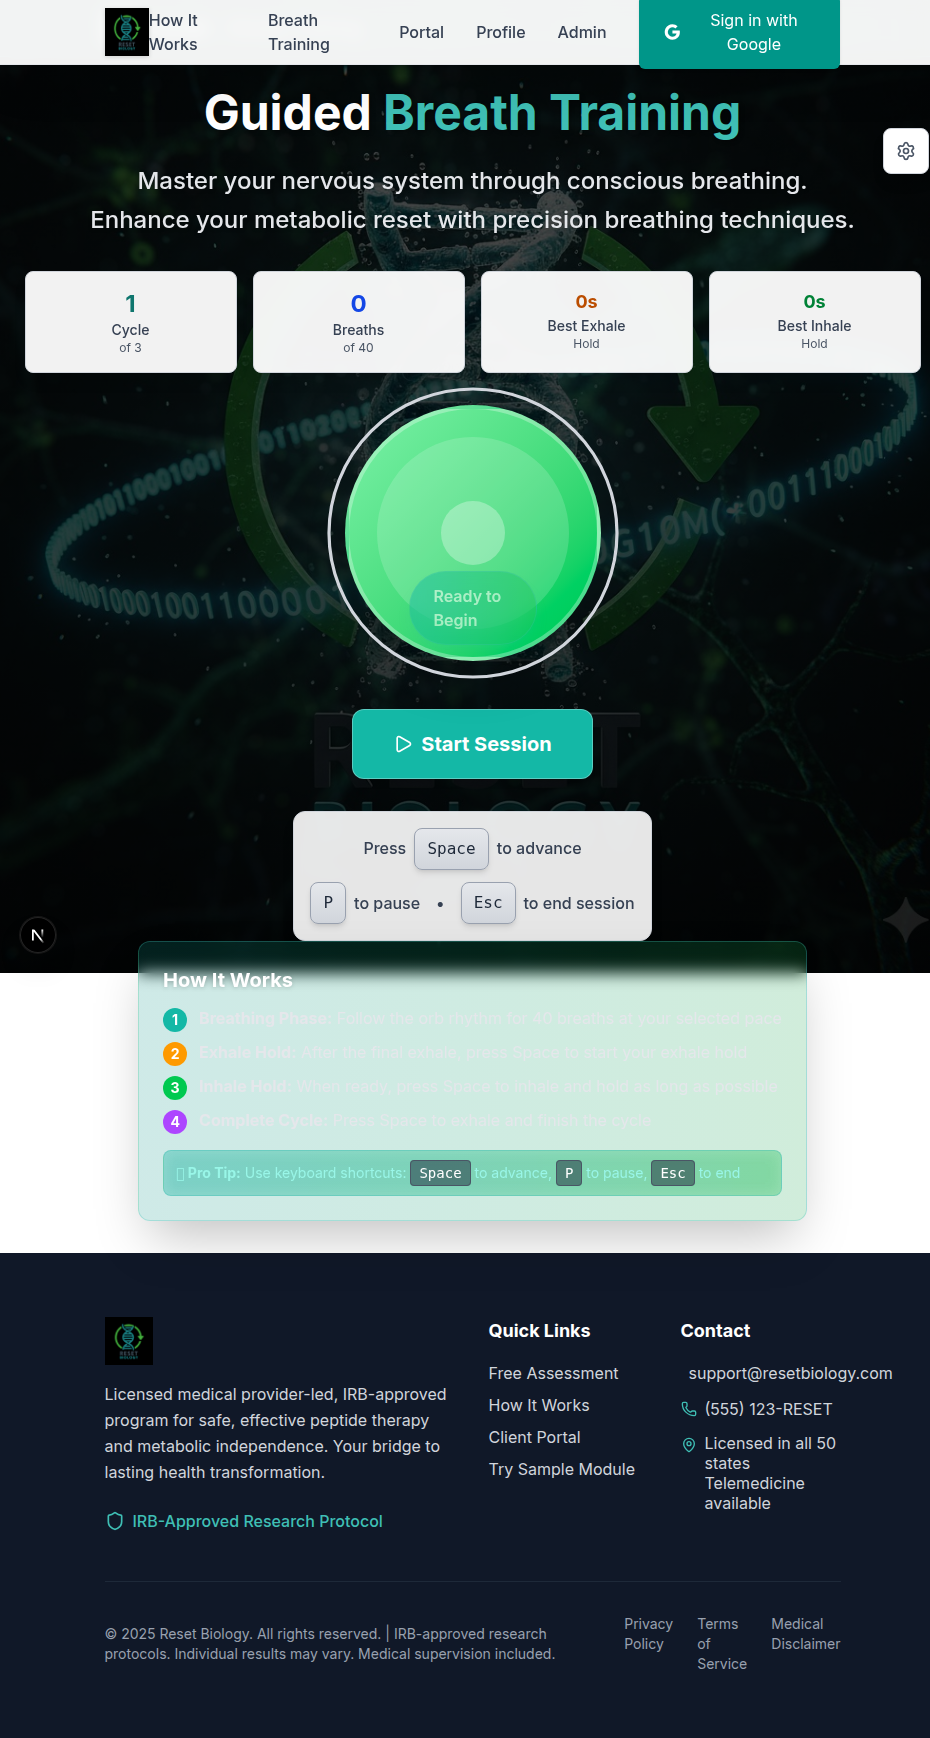 How It Works
Breath Training
Portal
Profile
Admin
G Sign in with Google
Guided Breath Training
Master your nervous system through conscious breathing.
Enhance your metabolic reset with precision breathing techniques.
1
Cycle
of 3
0
Breaths
of 40
0s
Best Exhale
Hold
0s
Best Inhale
Hold
Ready to
Begin
Start Session
Press Space to advance
P to pause • Esc to end session
N
How It Works
1 Breathing Phase: Follow the orb rhythm for 40 breaths at your selected pace
2 Exhale Hold: After the final exhale, press Space to start your exhale hold
3 Inhale Hold: When ready, press Space to inhale and hold as long as possible
4 Complete Cycle: Press Space to exhale and finish the cycle
Pro Tip: Use keyboard shortcuts: Space to advance, P to pause, Esc to end
RESET
BIOLOGY
Licensed medical provider-led, IRB-approved
program for safe, effective peptide therapy
and metabolic independence. Your bridge to
lasting health transformation.
IRB-Approved Research Protocol
Quick Links
Free Assessment
How It Works
Client Portal
Try Sample Module
Contact
support@resetbiology.com
(555) 123-RESET
Licensed in all 50
states
Telemedicine
available
© 2025 Reset Biology. All rights reserved. | IRB-approved research
protocols. Individual results may vary. Medical supervision included.
Privacy
Policy
Terms
of
Service
Medical
Disclaimer